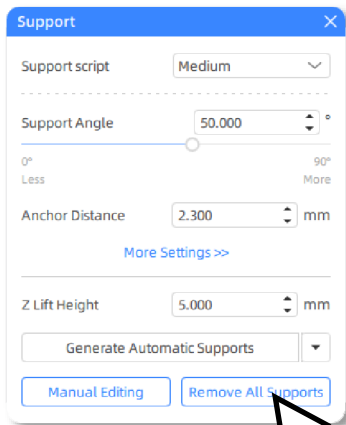 Support
Support script Medium
Support Angle 50.000 °
0° 90°
Less More
Anchor Distance 2.300 mm
More Settings >>
Z Lift Height 5.000 mm
Generate Automatic Supports
Manual Editing Remove All Supports